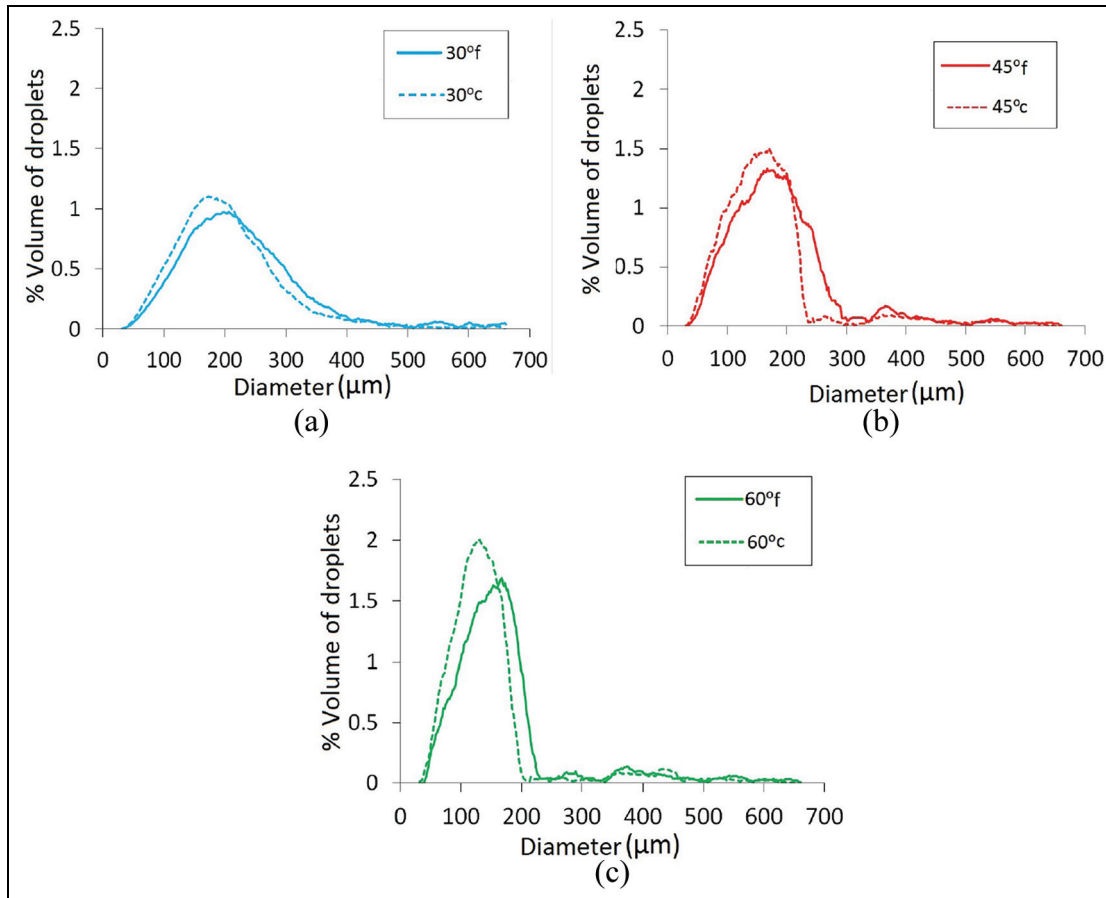 2.5
2
1.5
1
0.5
0
% Volume of droplets
30°f
30°c
0 100 200 300 400 500 600 700
Diameter (µm)
(a)
2.5
2
1.5
1
0.5
0
% Volume of droplets
45°f
45°c
0 100 200 300 400 500 600 700
Diameter (µm)
(b)
2.5
2
1.5
1
0.5
0
% Volume of droplets
60°f
60°c
0 100 200 300 400 500 600 700
Diameter (µm)
(c)